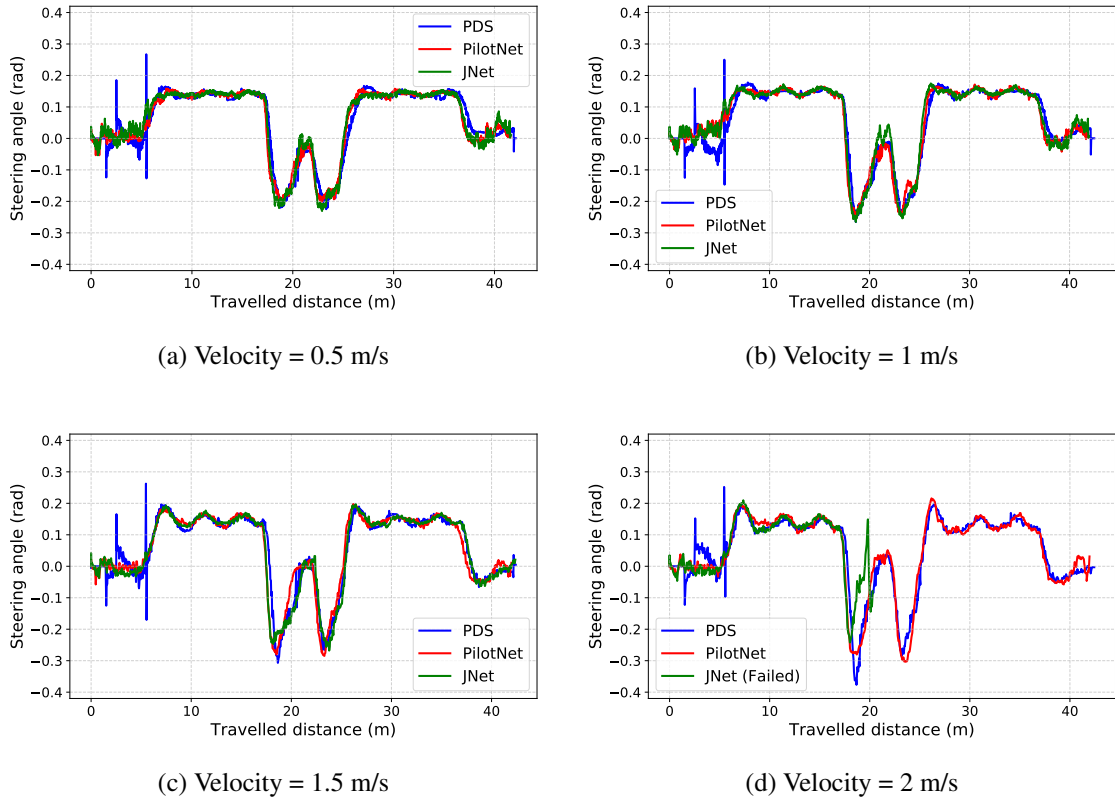 0.4
0.3
0.2
0.1
0.0
−0.1
−0.2
−0.3
−0.4
Steering angle (rad)
PDS
PilotNet
JNet
0 10 20 30 40
Travelled distance (m)
(a) Velocity = 0.5 m/s
0.4
0.3
0.2
0.1
0.0
−0.1
−0.2
−0.3
−0.4
Steering angle (rad)
PDS
PilotNet
JNet
0 10 20 30 40
Travelled distance (m)
(b) Velocity = 1 m/s
0.4
0.3
0.2
0.1
0.0
−0.1
−0.2
−0.3
−0.4
Steering angle (rad)
PDS
PilotNet
JNet
0 10 20 30 40
Travelled distance (m)
(c) Velocity = 1.5 m/s
0.4
0.3
0.2
0.1
0.0
−0.1
−0.2
−0.3
−0.4
Steering angle (rad)
PDS
PilotNet
JNet (Failed)
0 10 20 30 40
Travelled distance (m)
(d) Velocity = 2 m/s